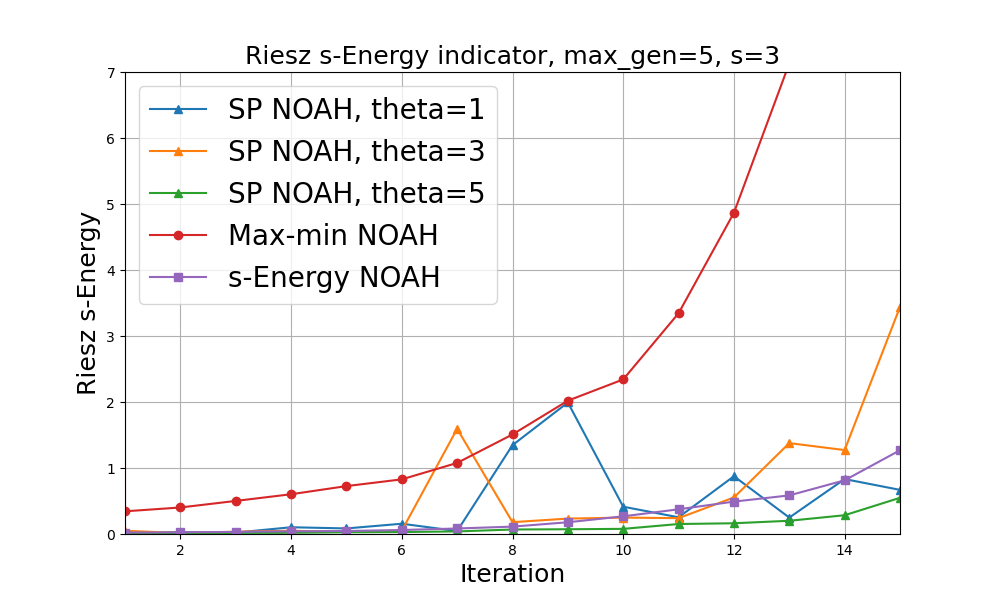 Riesz s-Energy indicator, max_gen=5, s=3
7
6
5
4
3
2
1
0
Riesz s-Energy
SP NOAH, theta=1
SP NOAH, theta=3
SP NOAH, theta=5
Max-min NOAH
s-Energy NOAH
2 4 6 8 10 12 14
Iteration